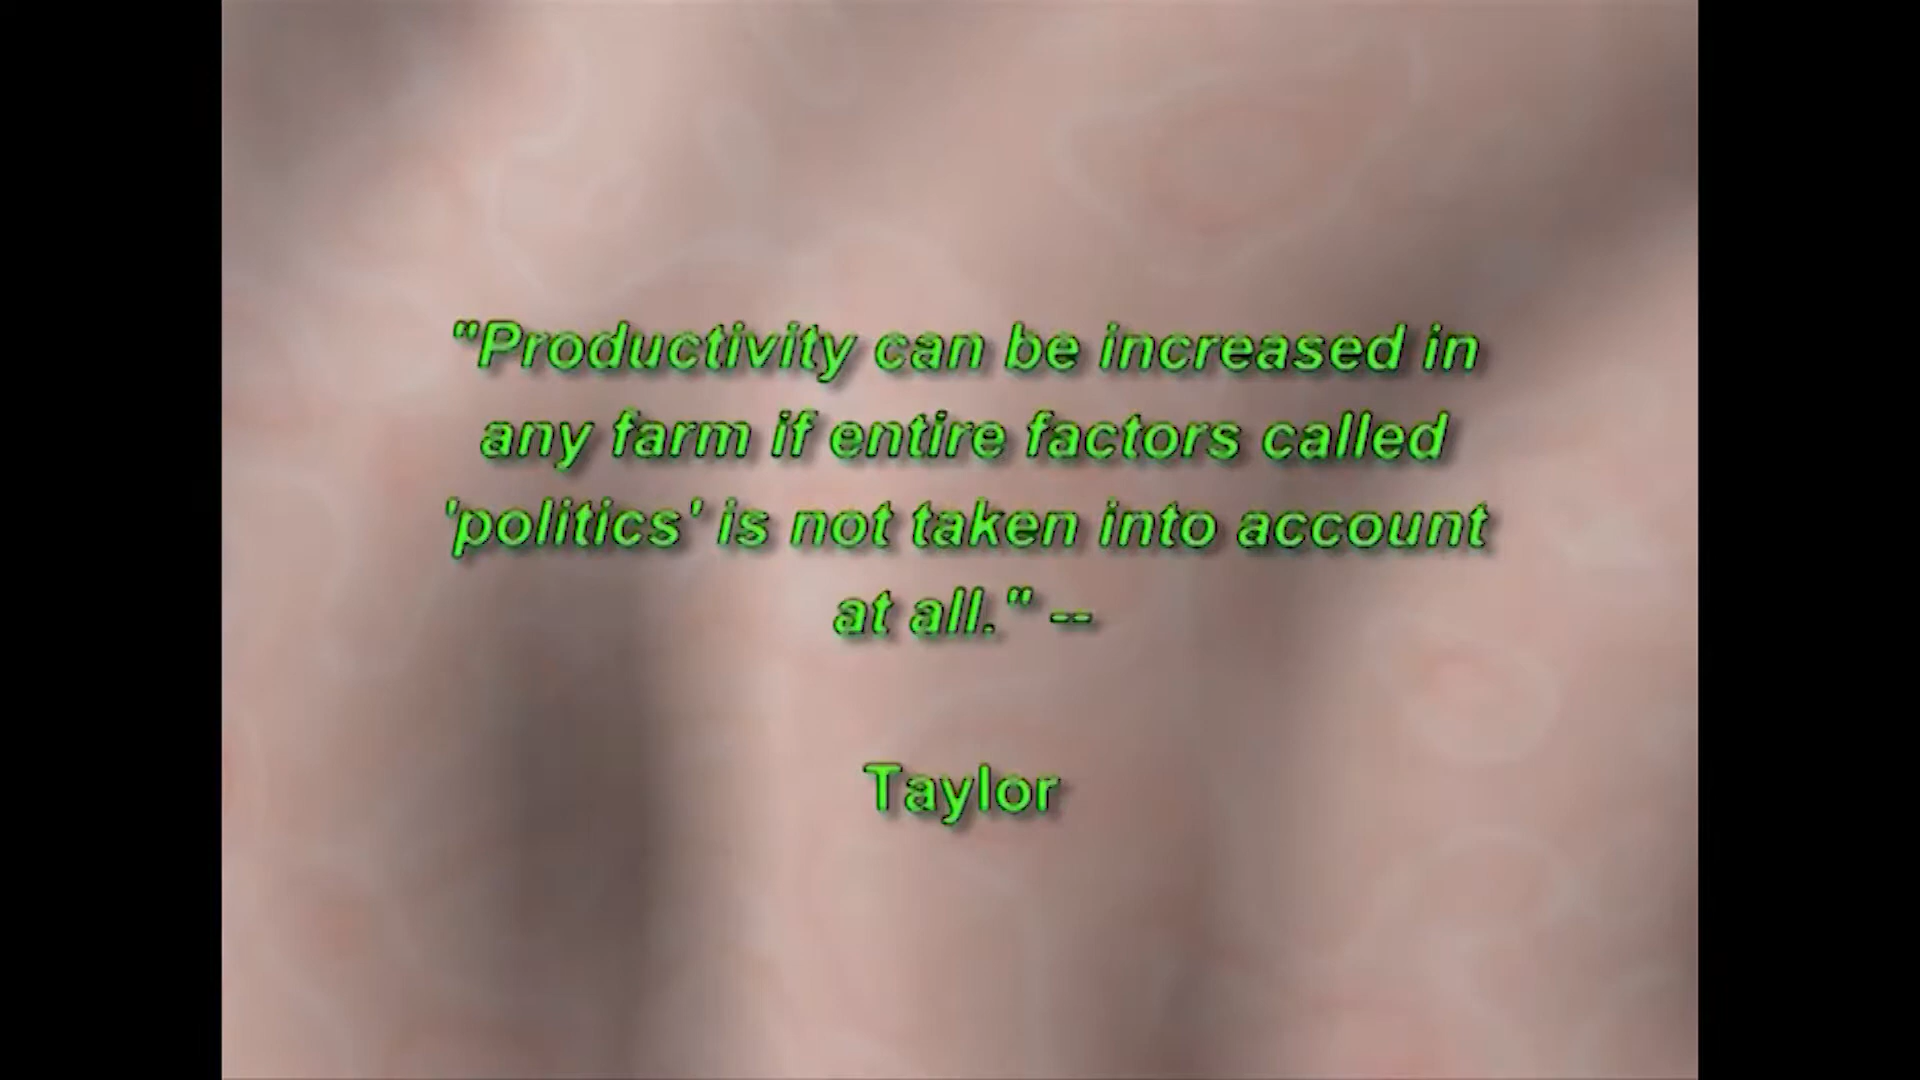 "Productivity can be increased in
any farm if entire factors called
'politics' is not taken into account
at all." --
Taylor